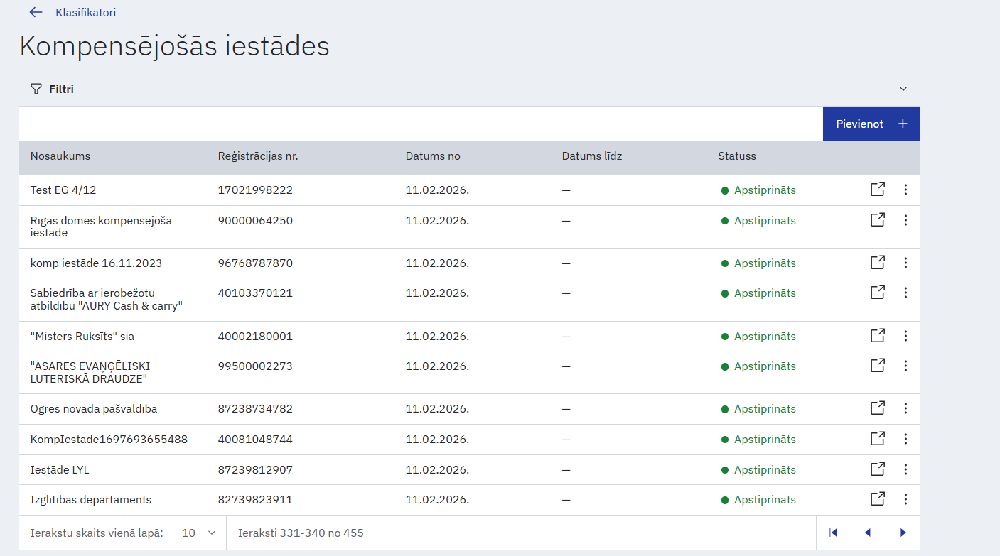 Klasifikatori
Kompensējošās iestādes
Filtri
Pievienot
Nosaukums Reģistrācijas nr. Datums no Datums līdz Statuss
Test EG 4/12 17021998222 11.02.2026. — Apstiprināts
Rīgas domes kompensējošā 90000064250 11.02.2026. — Apstiprināts
iestāde
komp iestāde 16.11.2023 96768787870 11.02.2026. — Apstiprināts
Sabiedrība ar ierobežotu 40103370121 11.02.2026. — Apstiprināts
atbildību "AURY Cash & carry"
"Misters Ruksīts" sia 40002180001 11.02.2026. — Apstiprināts
"ASARES EVAŅĢĒLISKI 99500002273 11.02.2026. — Apstiprināts
LUTERISKĀ DRAUDZE"
Ogres novada pašvaldība 87238734782 11.02.2026. — Apstiprināts
KompIestade1697693655488 40081048744 11.02.2026. — Apstiprināts
Iestāde LYL 87239812907 11.02.2026. — Apstiprināts
Izglītības departaments 82739823911 11.02.2026. — Apstiprināts
Ierakstu skaits vienā lapā: 10 Ieraksti 331-340 no 455